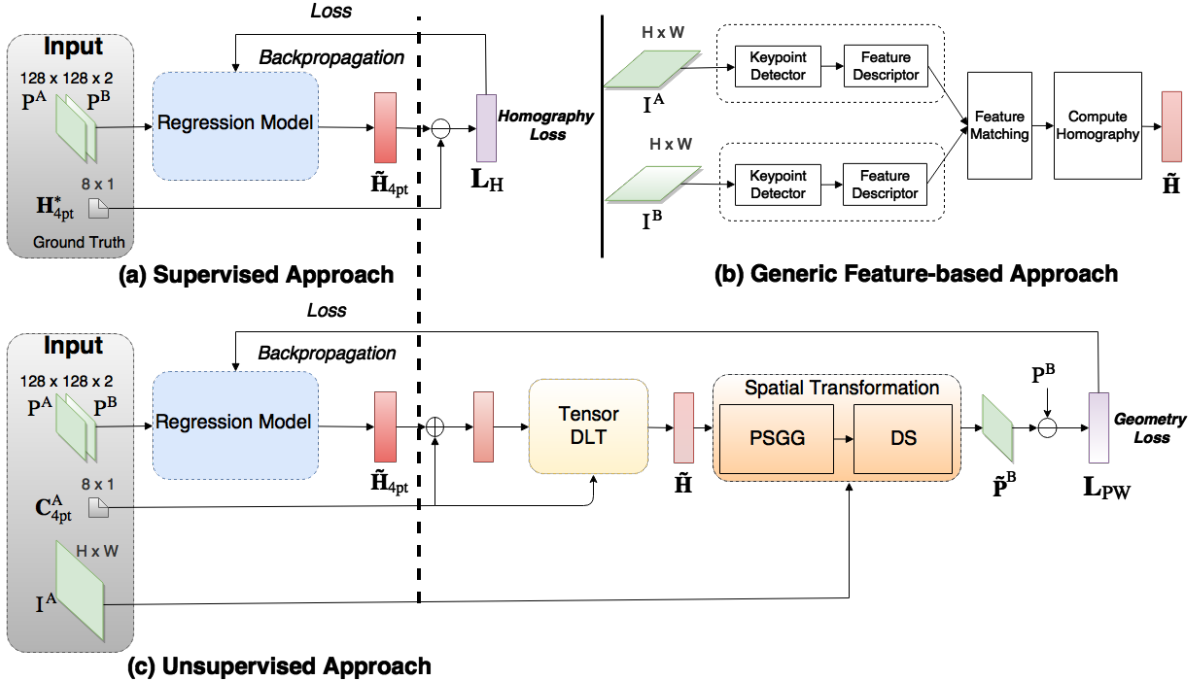 Loss
Backpropagation
Input
128 x 128 x 2
P^A P^B
Regression Model
H̃_4pt
Homography
Loss
L_H
8 x 1
H*_4pt
Ground Truth
(a) Supervised Approach
H x W
I^A
Keypoint
Detector
Feature
Descriptor
H x W
I^B
Keypoint
Detector
Feature
Descriptor
Feature
Matching
Compute
Homography
H̃
(b) Generic Feature-based Approach
Loss
Backpropagation
Input
128 x 128 x 2
P^A P^B
Regression Model
H̃_4pt
8 x 1
C^A_4pt
H x W
I^A
Tensor
DLT
H̃
Spatial Transformation
PSGG
DS
P̃^B
P^B
Geometry
Loss
L_PW
(c) Unsupervised Approach